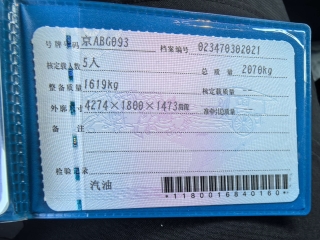 号牌号码 京ABG093 档案编号 023470302021
核定载人数 5人 总质量 2070kg
整备质量 1619kg 核定载质量 --
外廓尺寸 4274×1800×1473mm 准牵引总质量 --
备注
检验记录
汽油
*1180016840160*